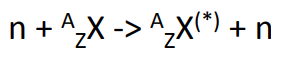 n + ᴬ_ZX -> ᴬ_ZX⁽*⁾ + n